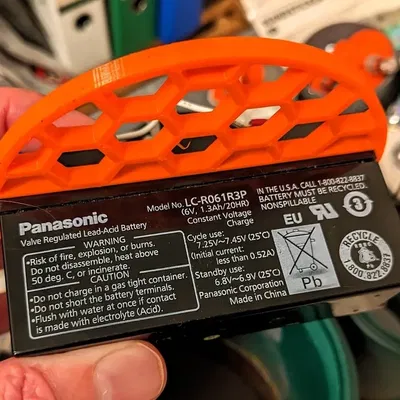 Panasonic
Valve Regulated Lead-Acid Battery
WARNING
•Risk of fire, explosion, or burns.
Do not disassemble, heat above
50 deg. C, or incinerate.
CAUTION
•Do not charge in a gas tight container.
•Do not short the battery terminals.
•Flush with water at once if contact
is made with electrolyte (Acid).
Model No. LC-R061R3P
(6V, 1.3Ah/20HR)
Constant Voltage
Charge
Cycle use:
7.25V~7.45V (25°C)
(Initial current:
less than 0.52A)
Standby use:
6.8V~6.9V (25°C)
Panasonic Corporation
Made in China
IN THE U.S.A. CALL 1-800-822-8837
BATTERY MUST BE RECYCLED.
NONSPILLABLE
EU
Pb
RECYCLE
1.800.822.8837